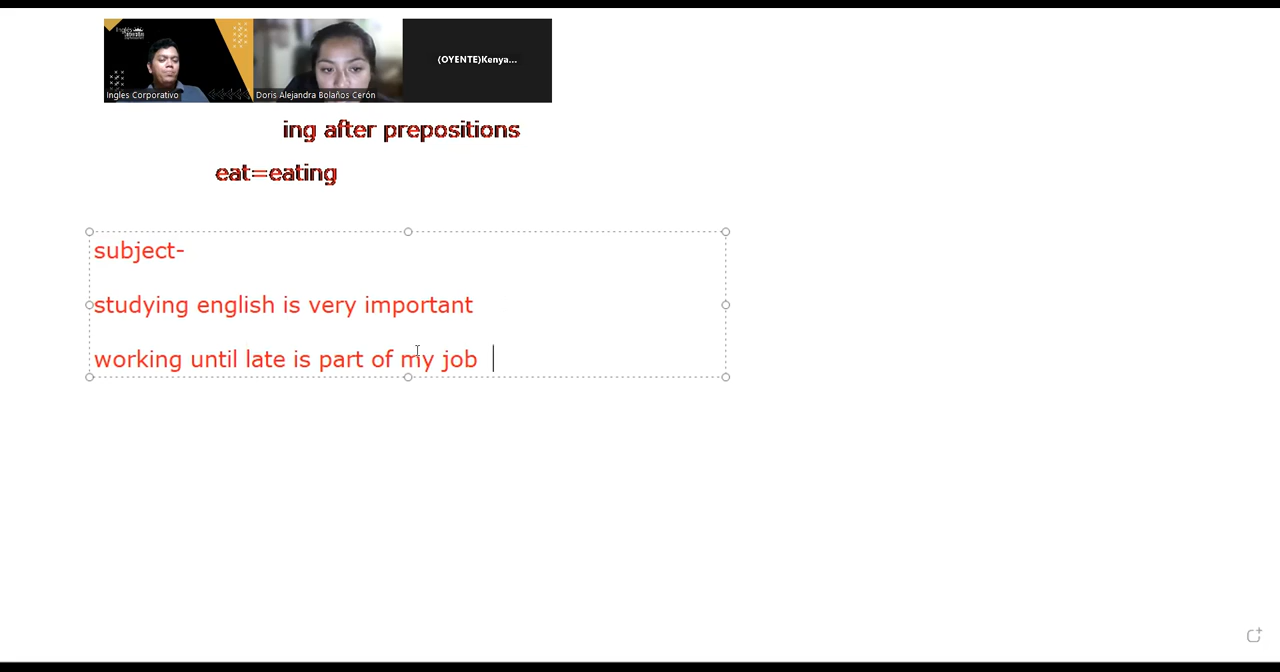 Ingles Corporativo
Doris Alejandra Bolaños Cerón
(OYENTE)Kenya...
ing after prepositions
eat=eating
subject-
studying english is very important
working until late is part of my job